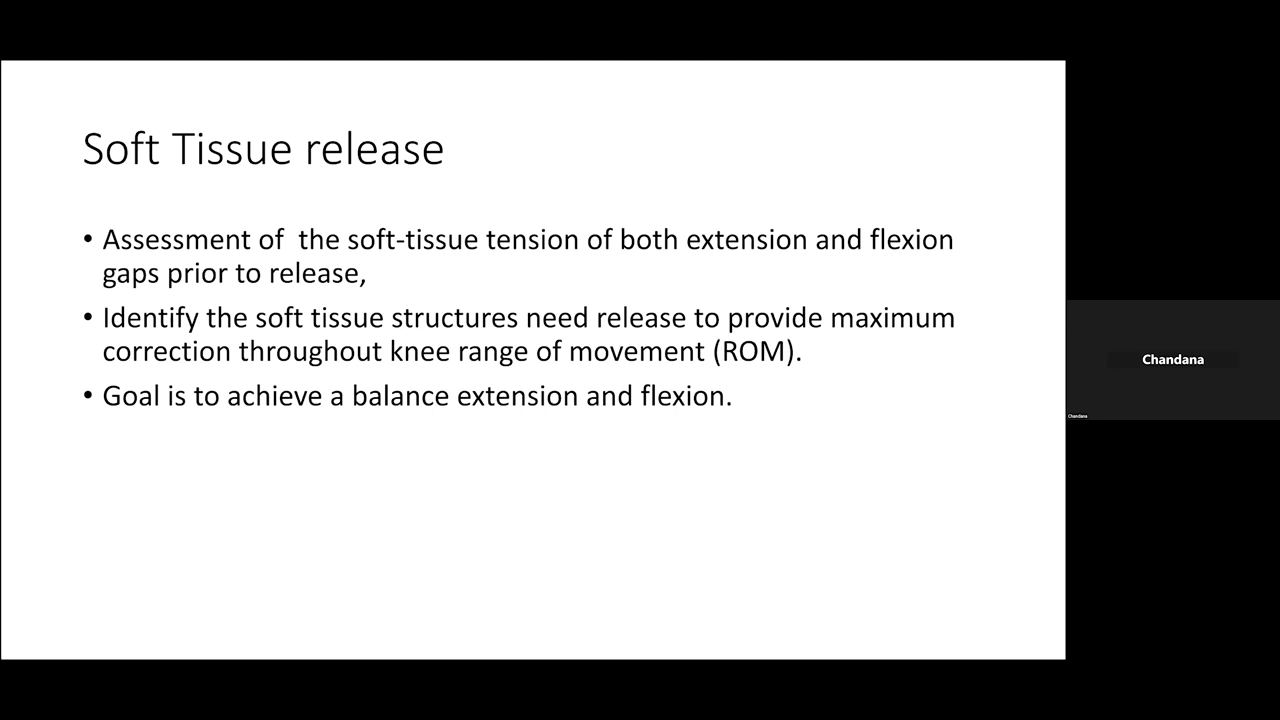 Soft Tissue release
• Assessment of  the soft-tissue tension of both extension and flexion
gaps prior to release,
• Identify the soft tissue structures need release to provide maximum
correction throughout knee range of movement (ROM).
• Goal is to achieve a balance extension and flexion.
Chandana
Chandana